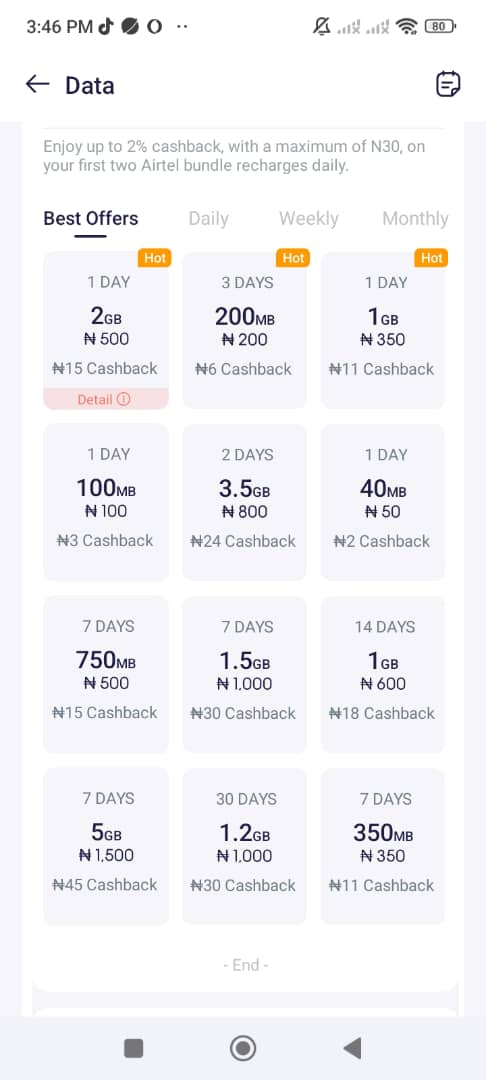 3:46 PM
80
Data
Enjoy up to 2% cashback, with a maximum of N30, on
your first two Airtel bundle recharges daily.
Best Offers Daily Weekly Monthly
Hot Hot Hot
1 DAY 3 DAYS 1 DAY
2GB 200MB 1GB
₦ 500 ₦ 200 ₦ 350
₦15 Cashback ₦6 Cashback ₦11 Cashback
Detail
1 DAY 2 DAYS 1 DAY
100MB 3.5GB 40MB
₦ 100 ₦ 800 ₦ 50
₦3 Cashback ₦24 Cashback ₦2 Cashback
7 DAYS 7 DAYS 14 DAYS
750MB 1.5GB 1GB
₦ 500 ₦ 1,000 ₦ 600
₦15 Cashback ₦30 Cashback ₦18 Cashback
7 DAYS 30 DAYS 7 DAYS
5GB 1.2GB 350MB
₦ 1,500 ₦ 1,000 ₦ 350
₦45 Cashback ₦30 Cashback ₦11 Cashback
- End -